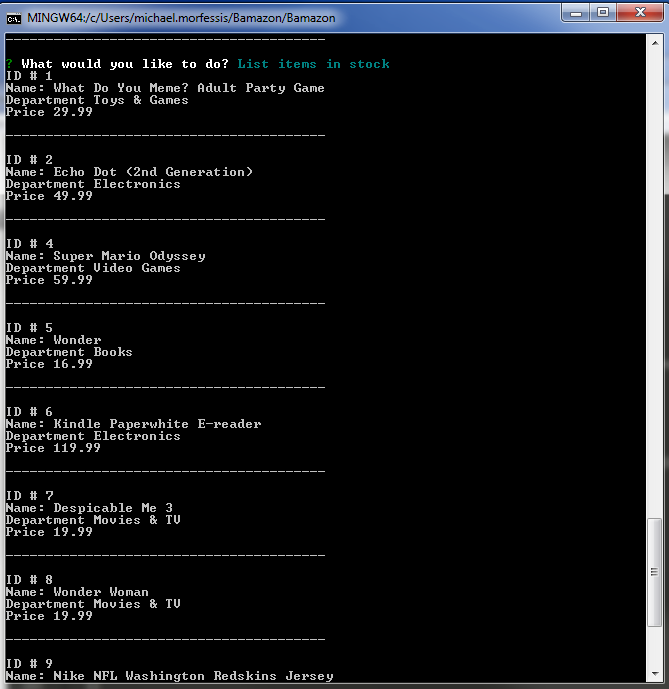 MINGW64:/c/Users/michael.morfessis/Bamazon/Bamazon
----------------------------------------
? What would you like to do? List items in stock
ID # 1
Name: What Do You Meme? Adult Party Game
Department Toys & Games
Price 29.99
----------------------------------------
ID # 2
Name: Echo Dot (2nd Generation)
Department Electronics
Price 49.99
----------------------------------------
ID # 4
Name: Super Mario Odyssey
Department Video Games
Price 59.99
----------------------------------------
ID # 5
Name: Wonder
Department Books
Price 16.99
----------------------------------------
ID # 6
Name: Kindle Paperwhite E-reader
Department Electronics
Price 119.99
----------------------------------------
ID # 7
Name: Despicable Me 3
Department Movies & TV
Price 19.99
----------------------------------------
ID # 8
Name: Wonder Woman
Department Movies & TV
Price 19.99
----------------------------------------
ID # 9
Name: Nike NFL Washington Redskins Jersey